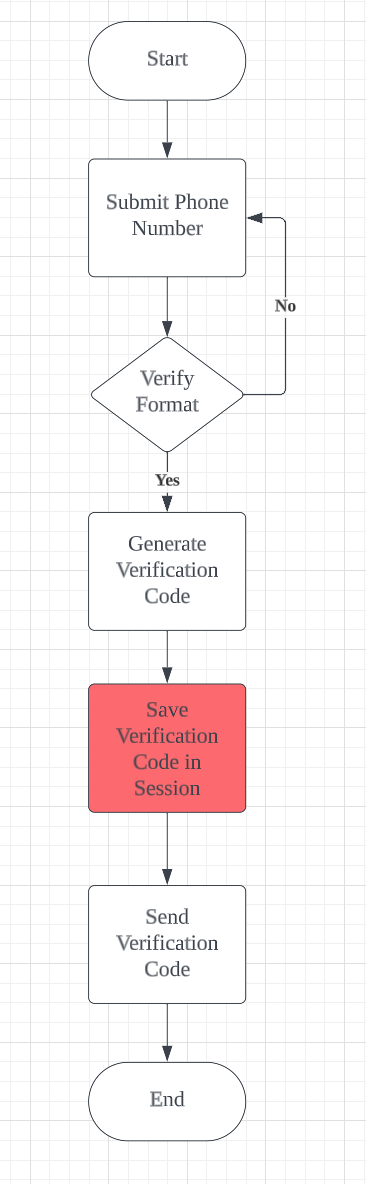 Start
Submit Phone
Number
No
Verify
Format
Yes
Generate
Verification
Code
Save
Verification
Code in
Session
Send
Verification
Code
End